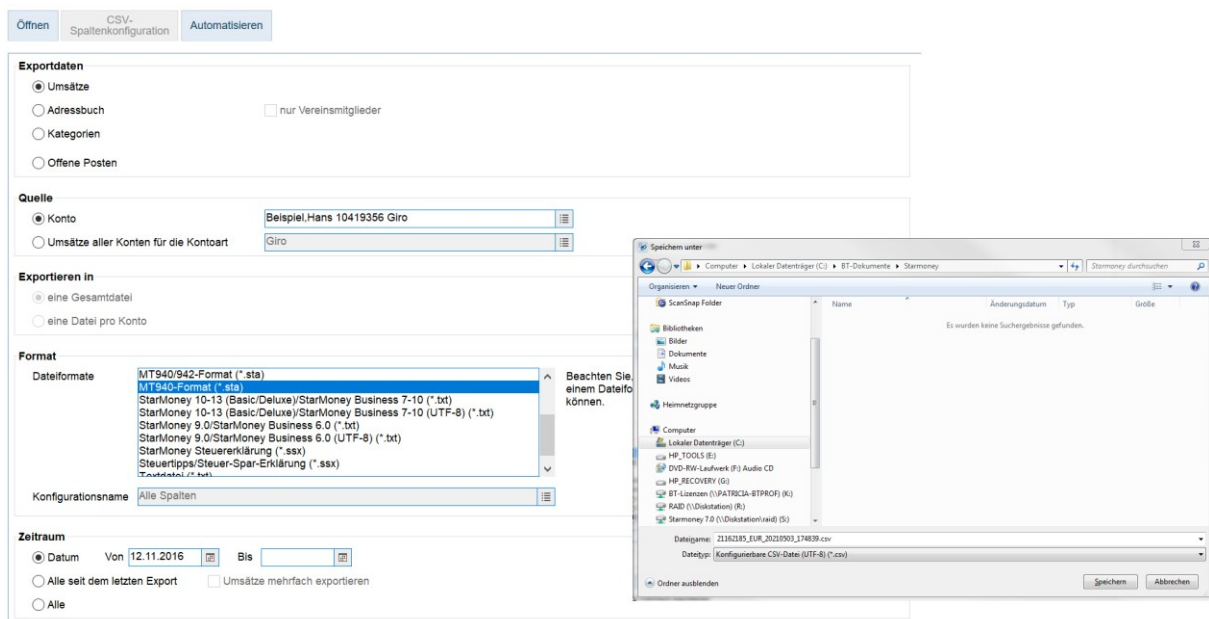 Öffnen
CSV-
Spaltenkonfiguration
Automatisieren
Exportdaten
Umsätze
Adressbuch
nur Vereinsmitglieder
Kategorien
Offene Posten
Quelle
Konto
Beispiel,Hans 10419356 Giro
Umsätze aller Konten für die Kontoart
Giro
Exportieren in
eine Gesamtdatei
eine Datei pro Konto
Format
Dateiformate
MT940/942-Format (*.sta)
MT940-Format (*.sta)
StarMoney 10-13 (Basic/Deluxe)/StarMoney Business 7-10 (*.txt)
StarMoney 10-13 (Basic/Deluxe)/StarMoney Business 7-10 (UTF-8) (*.txt)
StarMoney 9.0/StarMoney Business 6.0 (*.txt)
StarMoney 9.0/StarMoney Business 6.0 (UTF-8) (*.txt)
StarMoney Steuererklärung (*.ssx)
Steuertipps/Steuer-Spar-Erklärung (*.ssx)
Textdatei (*.txt)
Beachten Sie,
einem Dateifo
können.
Konfigurationsname
Alle Spalten
Zeitraum
Datum
Von
12.11.2016
Bis
Alle seit dem letzten Export
Umsätze mehrfach exportieren
Alle
Speichern unter
Computer
Lokaler Datenträger (C:)
BT-Dokumente
Starmoney
Starmoney durchsuchen
Organisieren
Neuer Ordner
ScanSnap Folder
Bibliotheken
Bilder
Dokumente
Musik
Videos
Heimnetzgruppe
Computer
Lokaler Datenträger (C:)
HP_TOOLS (E:)
DVD-RW-Laufwerk (F:) Audio CD
HP_RECOVERY (G:)
BT-Lizenzen (\\PATRICIA-BTPROF) (K:)
RAID (\\Diskstation) (R:)
Starmoney 7.0 (\\Diskstation\raid) (S:)
Name
Änderungsdatum
Typ
Größe
Es wurden keine Suchergebnisse gefunden.
Dateiname:
21162185_EUR_20210503_174839.csv
Dateityp:
Konfigurierbare CSV-Datei (UTF-8) (*.csv)
Ordner ausblenden
Speichern
Abbrechen